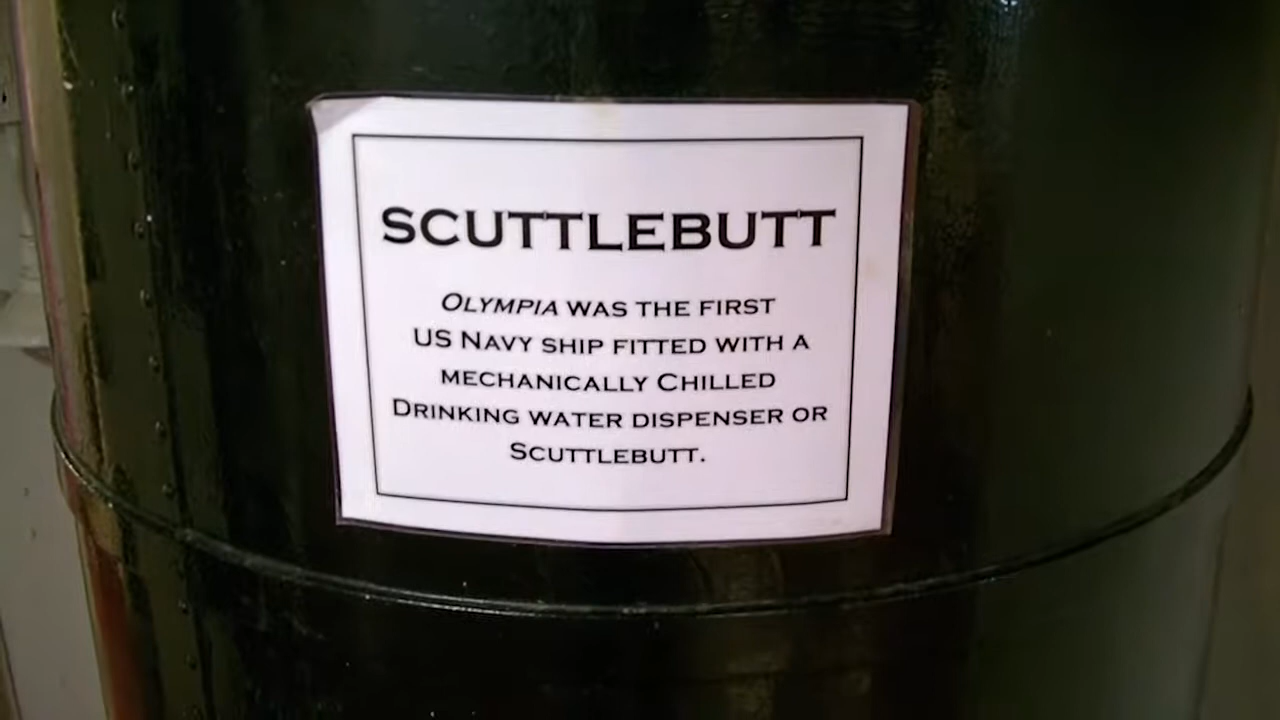 SCUTTLEBUTT
OLYMPIA WAS THE FIRST
US NAVY SHIP FITTED WITH A
MECHANICALLY CHILLED
DRINKING WATER DISPENSER OR
SCUTTLEBUTT.